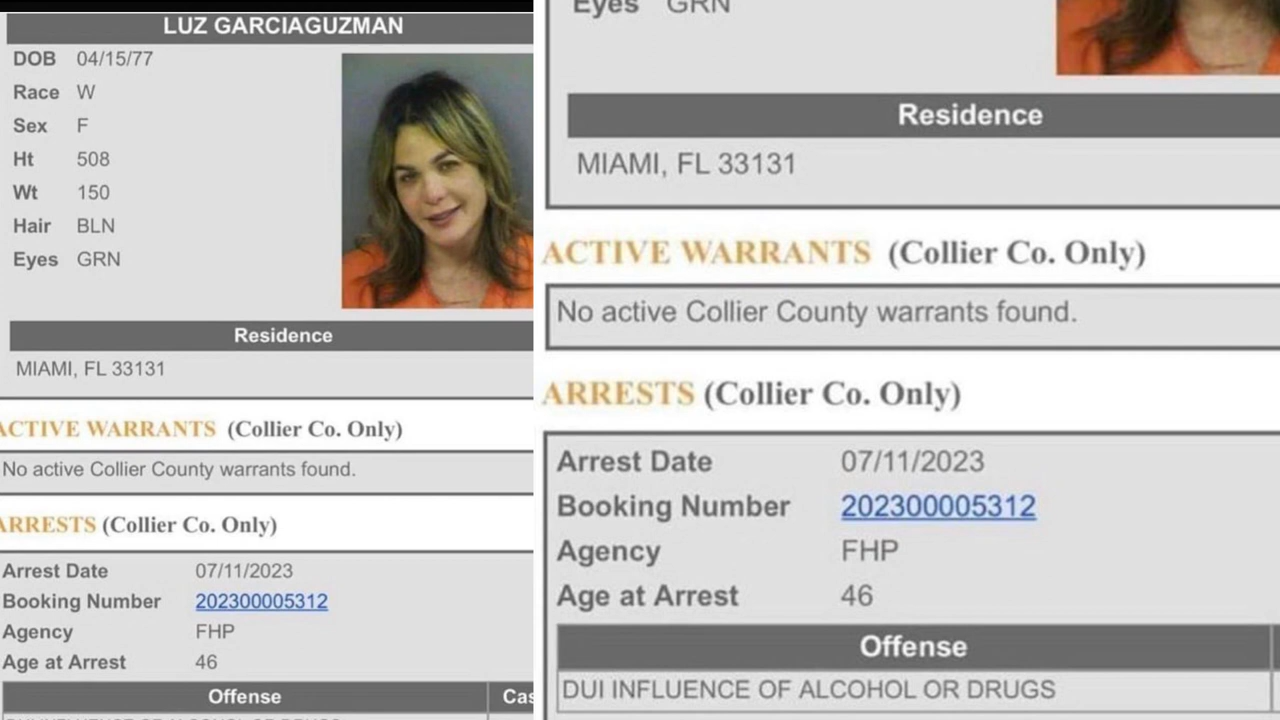 LUZ GARCIAGUZMAN
DOB 04/15/77
Race W
Sex F
Ht 508
Wt 150
Hair BLN
Eyes GRN
Residence
MIAMI, FL 33131
ACTIVE WARRANTS (Collier Co. Only)
No active Collier County warrants found.
ARRESTS (Collier Co. Only)
Arrest Date 07/11/2023
Booking Number 202300005312
Agency FHP
Age at Arrest 46
Offense Cas
Eyes GRN
Residence
MIAMI, FL 33131
ACTIVE WARRANTS (Collier Co. Only)
No active Collier County warrants found.
ARRESTS (Collier Co. Only)
Arrest Date 07/11/2023
Booking Number 202300005312
Agency FHP
Age at Arrest 46
Offense
DUI INFLUENCE OF ALCOHOL OR DRUGS